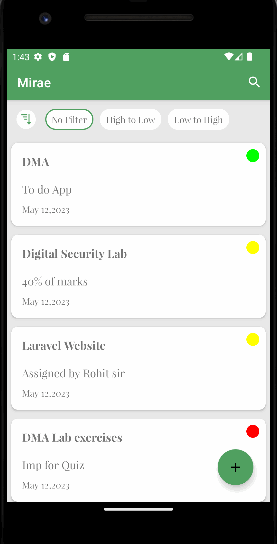 1:43
Mirae
No Filter High to Low Low to High
DMA
To do App
May 12,2023
Digital Security Lab
40% of marks
May 12,2023
Laravel Website
Assigned by Rohit sir
May 12,2023
DMA Lab exercises
Imp for Quiz
May 12,2023